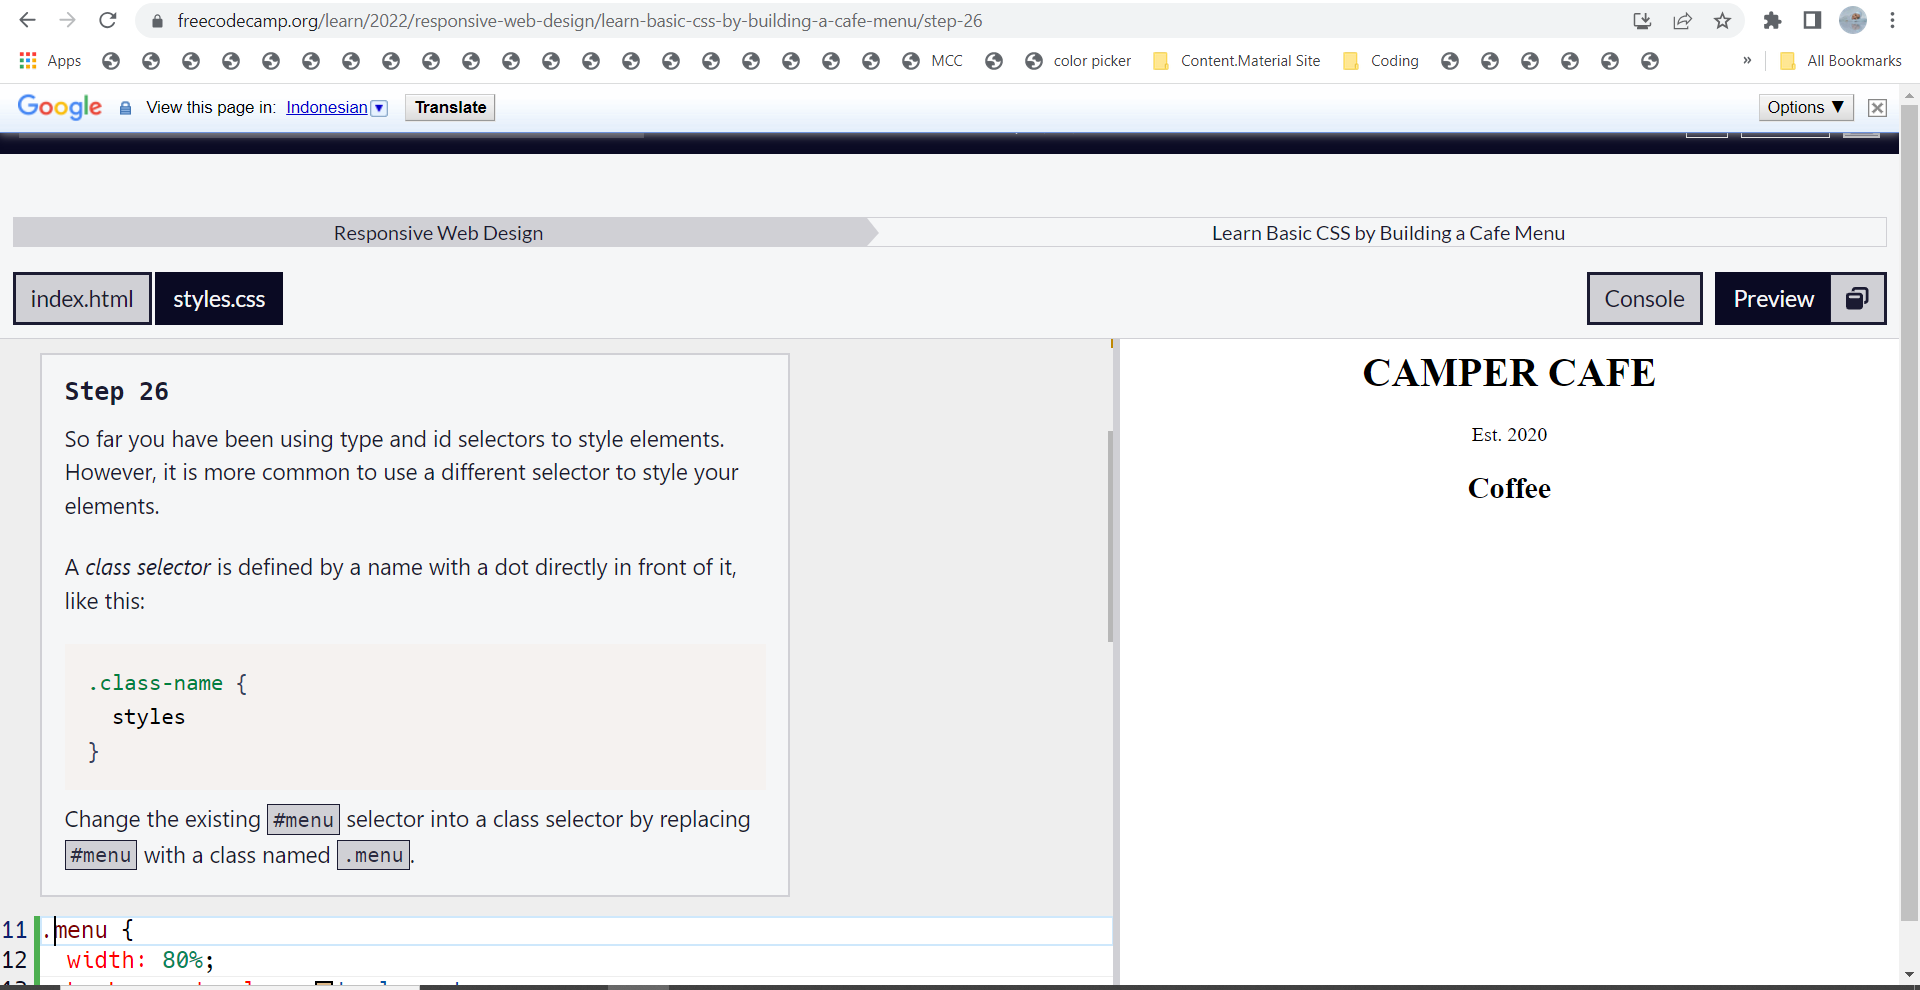 freecodecamp.org/learn/2022/responsive-web-design/learn-basic-css-by-building-a-cafe-menu/step-26
Apps MCC color picker Content.Material Site Coding » All Bookmarks
Google View this page in: Indonesian Translate Options ▼
Responsive Web Design Learn Basic CSS by Building a Cafe Menu
index.html styles.css Console Preview
Step 26
So far you have been using type and id selectors to style elements.
However, it is more common to use a different selector to style your
elements.
A class selector is defined by a name with a dot directly in front of it,
like this:
.class-name {
styles
}
Change the existing #menu selector into a class selector by replacing
#menu with a class named .menu.
11 .menu {
12 width: 80%;
CAMPER CAFE
Est. 2020
Coffee